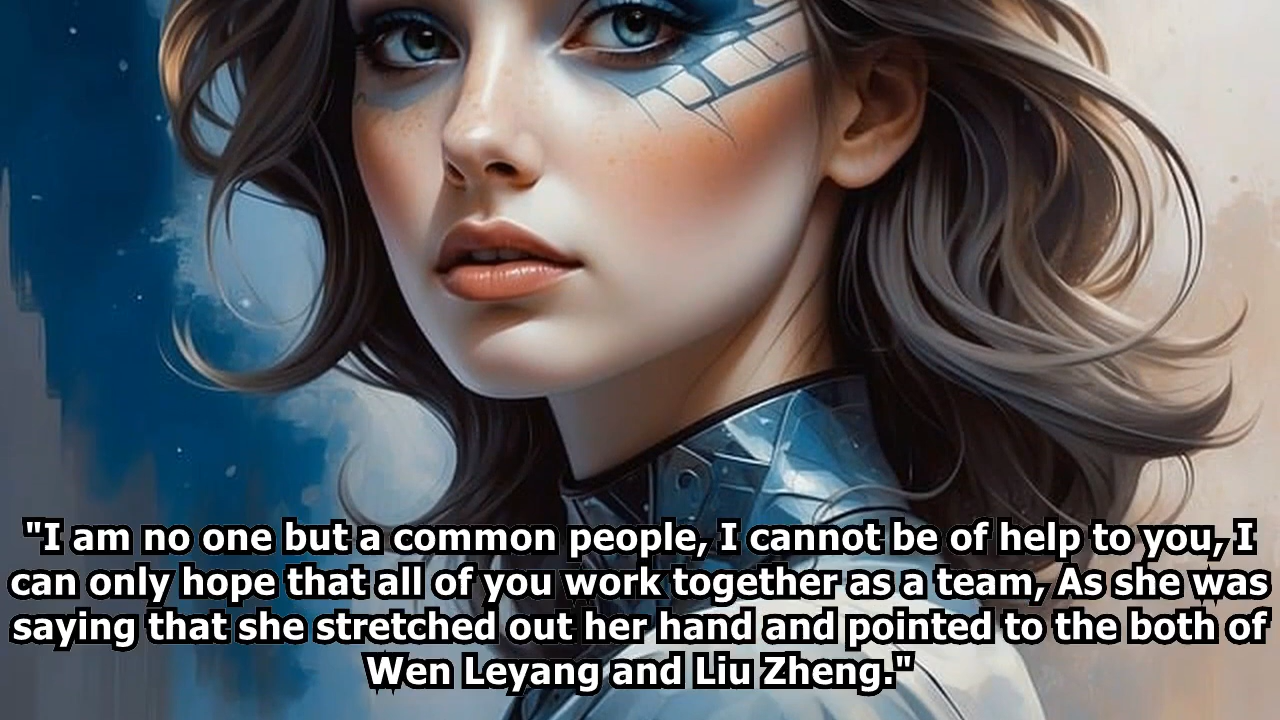 "I am no one but a common people, I cannot be of help to you, I
can only hope that all of you work together as a team, As she was
saying that she stretched out her hand and pointed to the both of
Wen Leyang and Liu Zheng."